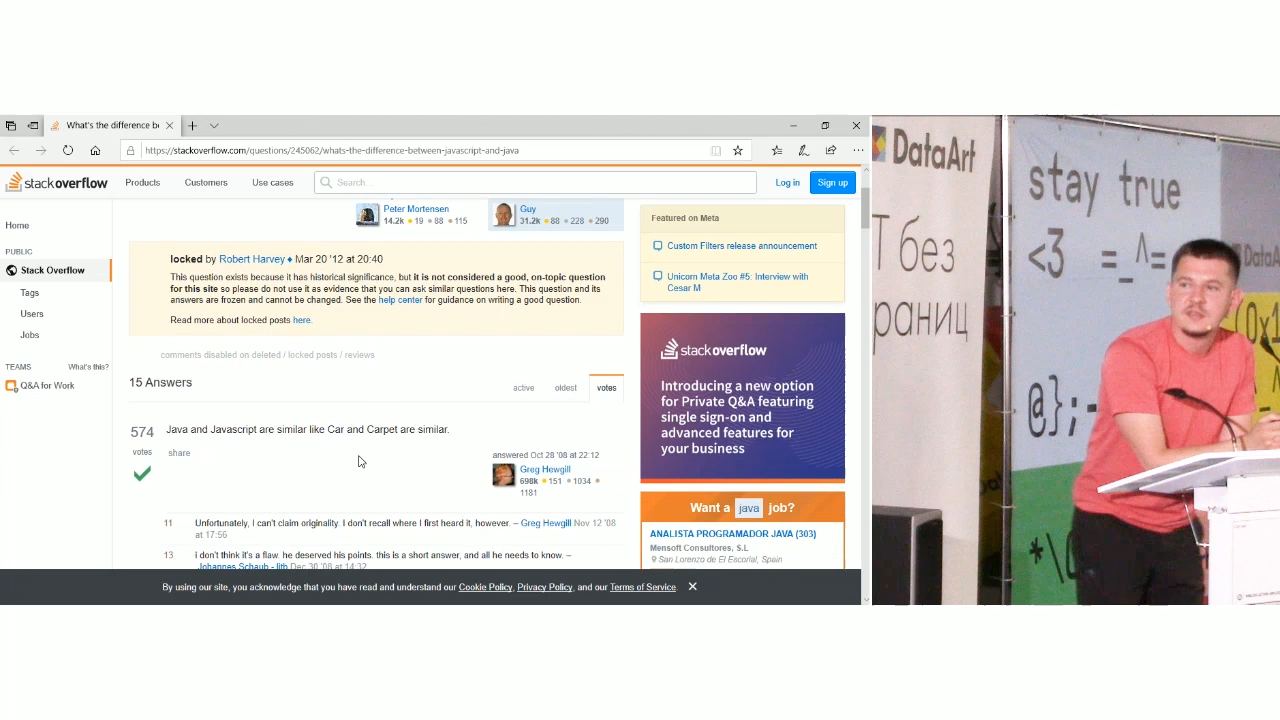 What's the difference be
https://stackoverflow.com/questions/245062/whats-the-difference-between-javascript-and-java
stackoverflow
Products
Customers
Use cases
Search...
Log in
Sign up
Home
PUBLIC
Stack Overflow
Tags
Users
Jobs
TEAMS
What's this?
Q&A for Work
Peter Mortensen
14.2k 19 88 115
Guy
31.2k 88 228 290
locked by Robert Harvey ♦ Mar 20 '12 at 20:40
This question exists because it has historical significance, but it is not considered a good, on-topic question
for this site so please do not use it as evidence that you can ask similar questions here. This question and its
answers are frozen and cannot be changed. See the help center for guidance on writing a good question.
Read more about locked posts here.
comments disabled on deleted / locked posts / reviews
15 Answers
active
oldest
votes
574
votes
Java and Javascript are similar like Car and Carpet are similar.
share
answered Oct 28 '08 at 22:12
Greg Hewgill
698k 151 1034
1181
11 Unfortunately, I can't claim originality. I don't recall where I first heard it, however. – Greg Hewgill Nov 12 '08
at 17:56
13 i don't think it's a flaw. he deserved his points. this is a short answer, and all he needs to know. –
Johannes Schaub - litb Dec 30 '08 at 14:32
Featured on Meta
Custom Filters release announcement
Unicorn Meta Zoo #5: Interview with
Cesar M
stackoverflow
Introducing a new option
for Private Q&A featuring
single sign-on and
advanced features for
your business
Want a java job?
ANALISTA PROGRAMADOR JAVA (303)
Mensoft Consultores, S.L
San Lorenzo de El Escorial, Spain
By using our site, you acknowledge that you have read and understand our Cookie Policy, Privacy Policy, and our Terms of Service.
DataArt
Т без
раниц
stay true
<3 =_^=
(0x1
@};-